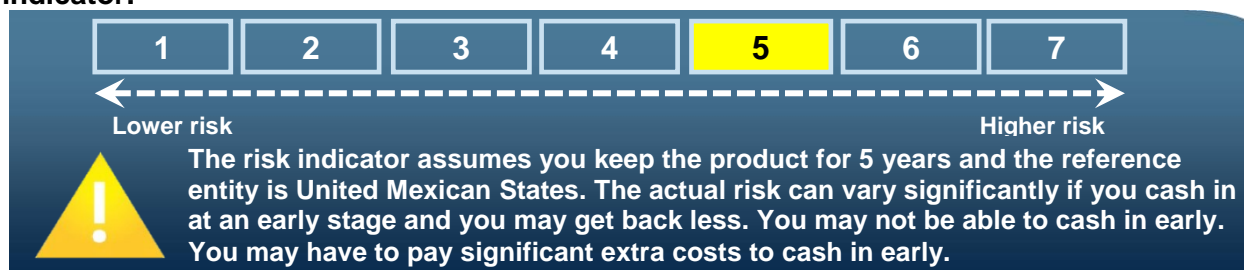 indicator:
1 2 3 4 5 6 7
Lower risk Higher risk
The risk indicator assumes you keep the product for 5 years and the reference
entity is United Mexican States. The actual risk can vary significantly if you cash in
at an early stage and you may get back less. You may not be able to cash in early.
You may have to pay significant extra costs to cash in early.